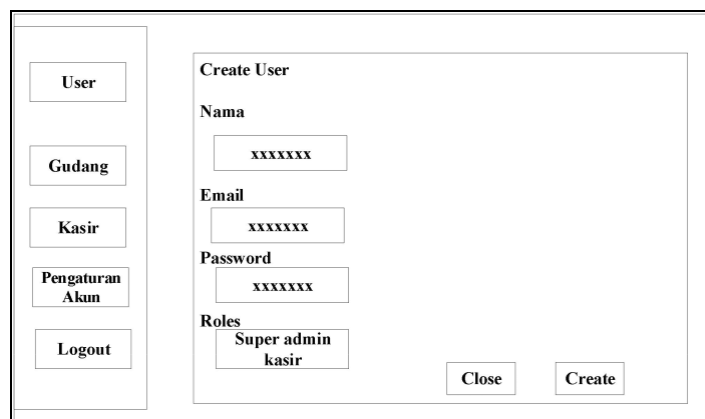 User
Gudang
Kasir
Pengaturan
Akun
Logout
Create User
Nama
xxxxxxx
Email
xxxxxxx
Password
xxxxxxx
Roles
Super admin
kasir
Close
Create